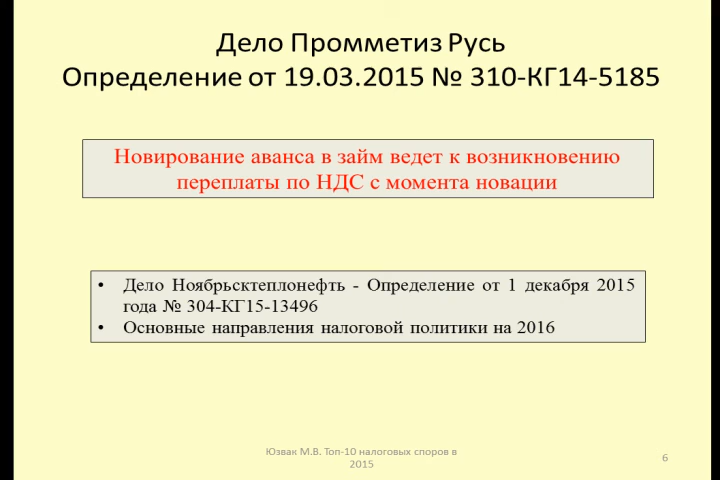 Дело Промметиз Русь
Определение от 19.03.2015 № 310-КГ14-5185
Новирование аванса в займ ведет к возникновению
переплаты по НДС с момента новации
• Дело Ноябрьсктеплонефть - Определение от 1 декабря 2015
года № 304-КГ15-13496
• Основные направления налоговой политики на 2016
Юзвак М.В. Топ-10 налоговых споров в
2015
6